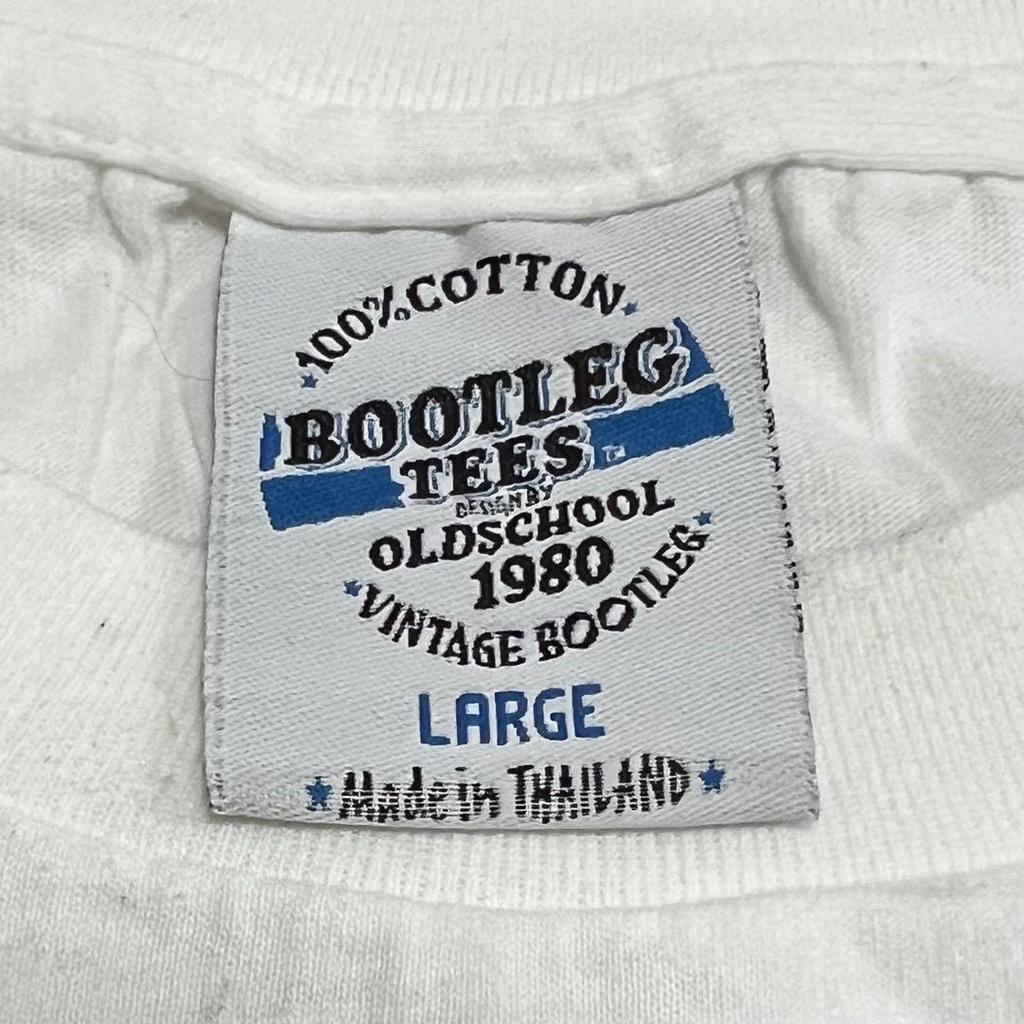 100% COTTON
BOOTLEG
TEES
DESIGN BY
OLDSCHOOL
1980
VINTAGE BOOTLEG
LARGE
Made in THAILAND